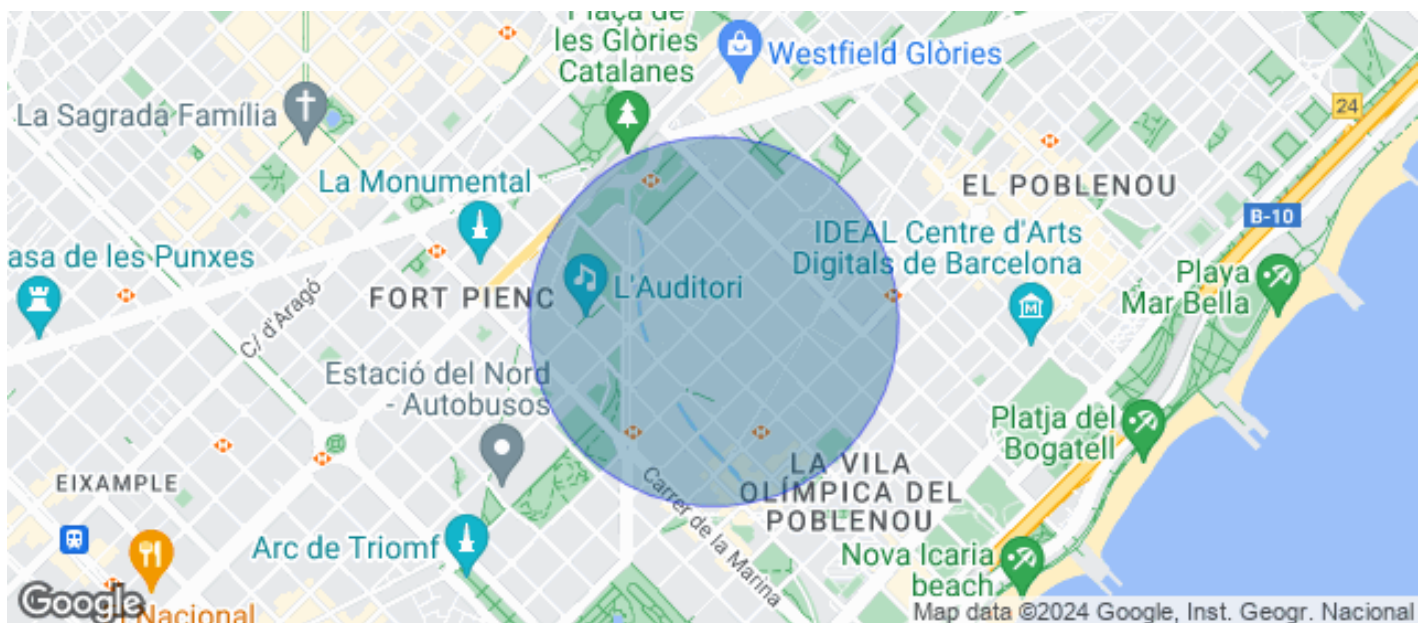 Plaça de
les Glòries
Catalanes
Westfield Glòries
24
La Sagrada Família
La Monumental
EL POBLENOU
B-10
IDEAL Centre d'Arts
Digitals de Barcelona
asa de les Punxes
Playa
Mar Bella
FORT PIENC
L'Auditori
C/ d'Aragó
Estació del Nord
- Autobusos
Platja del
Bogatell
LA VILA
OLÍMPICA DEL
POBLENOU
EIXAMPLE
Carrer de la Marina
Arc de Triomf
Nova Icaria
beach
Google
Nacional
Map data ©2024 Google, Inst. Geogr. Nacional